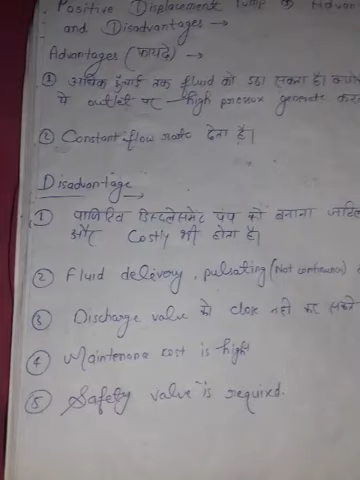 Positive Displacement Pump के Advan
and Disadvantages →
Advantages (फायदे) →
① अधिक ऊंचाई तक fluid को उठा सकता है।
ये outlet पर high pressure generate कर
② Constant flow rate देता है।
Disadvantage
→
① पाजिटिव डिस्प्लेसमेंट पंप को बनाना जटिल
और Costly भी होता है।
② Fluid delivery, pulsating (Not continuous)
③ Discharge valve को close नहीं कर सकते
④ Maintenance cost is high
⑤ Safety valve is required.